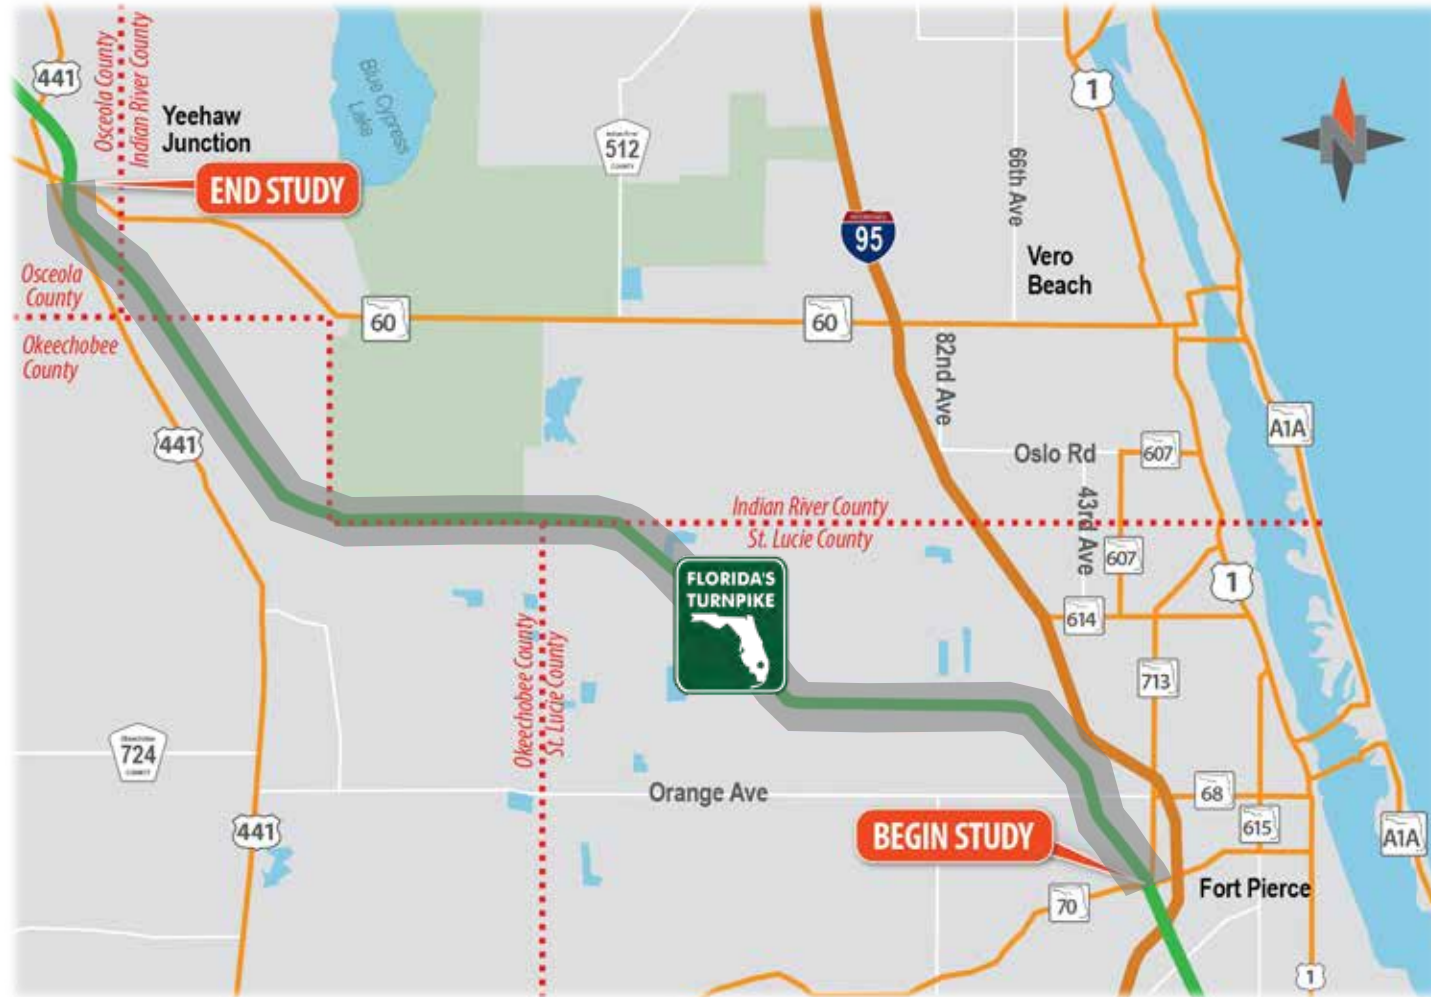 441
Osceola County
Indian River County
Yeehaw
Junction
END STUDY
Blue Cypress
Lake
512
COUNTY
66th Ave
1
N
95
Vero
Beach
Osceola
County
Okeechobee
County
60
60
82nd Ave
441
A1A
Oslo Rd
607
43rd Ave
Indian River County
St. Lucie County
607
1
FLORIDA'S
TURNPIKE
614
Okeechobee County
St. Lucie County
713
724
COUNTY
Orange Ave
68
615
441
BEGIN STUDY
A1A
70
Fort Pierce
1